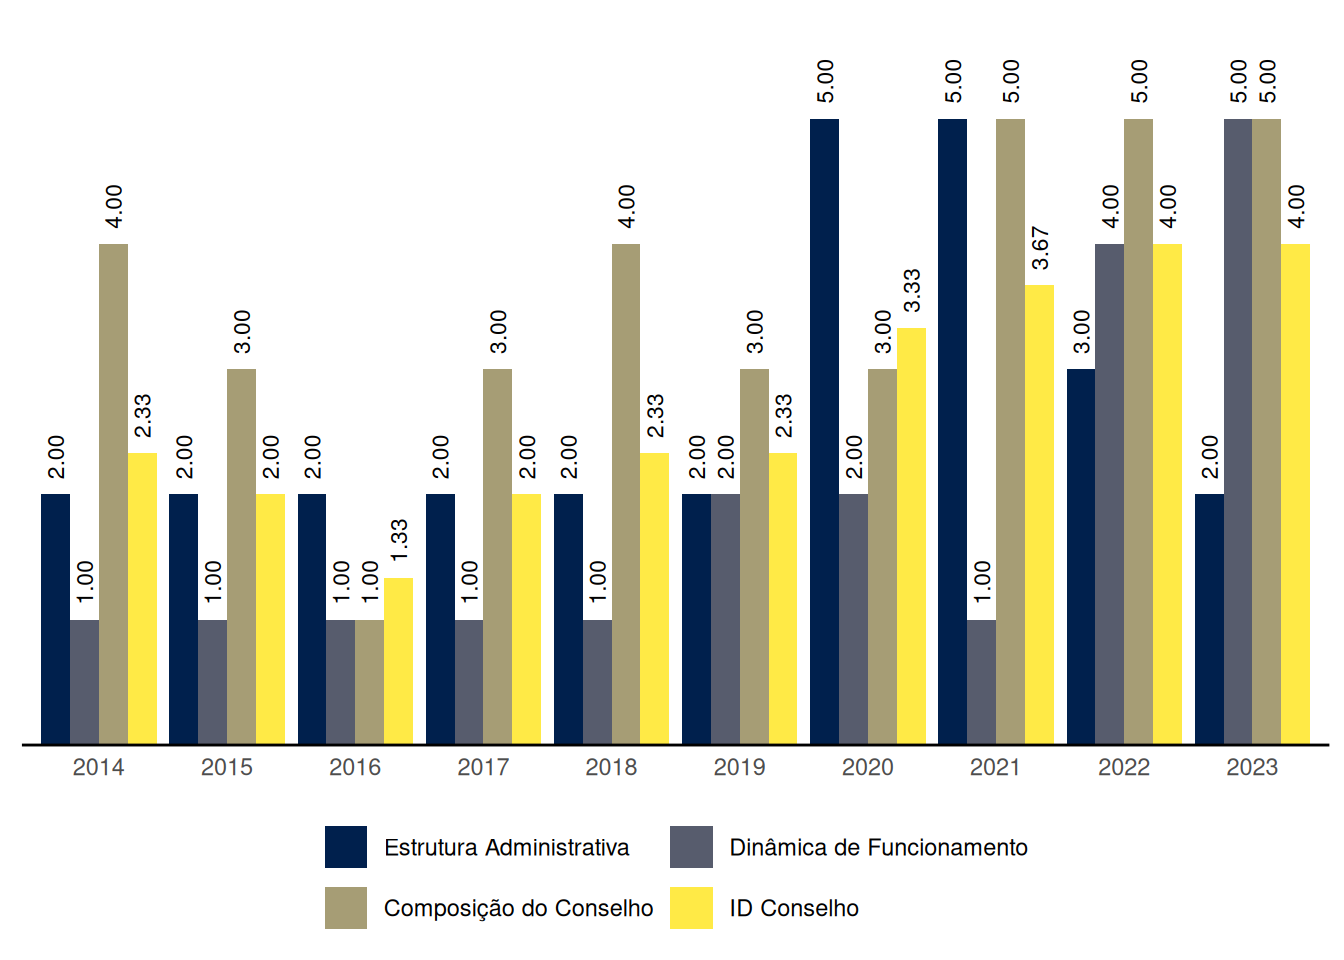 5.00 5.00 5.00 5.00 5.00 5.00
4.00 4.00 4.00 4.00 4.00
3.67
3.33
3.00 3.00 3.00 3.00 3.00
2.33 2.33 2.33
2.00 2.00 2.00 2.00 2.00 2.00 2.00 2.00 2.00 2.00 2.00
1.33
1.00 1.00 1.00 1.00 1.00 1.00 1.00
2014 2015 2016 2017 2018 2019 2020 2021 2022 2023
Estrutura Administrativa Dinâmica de Funcionamento
Composição do Conselho ID Conselho